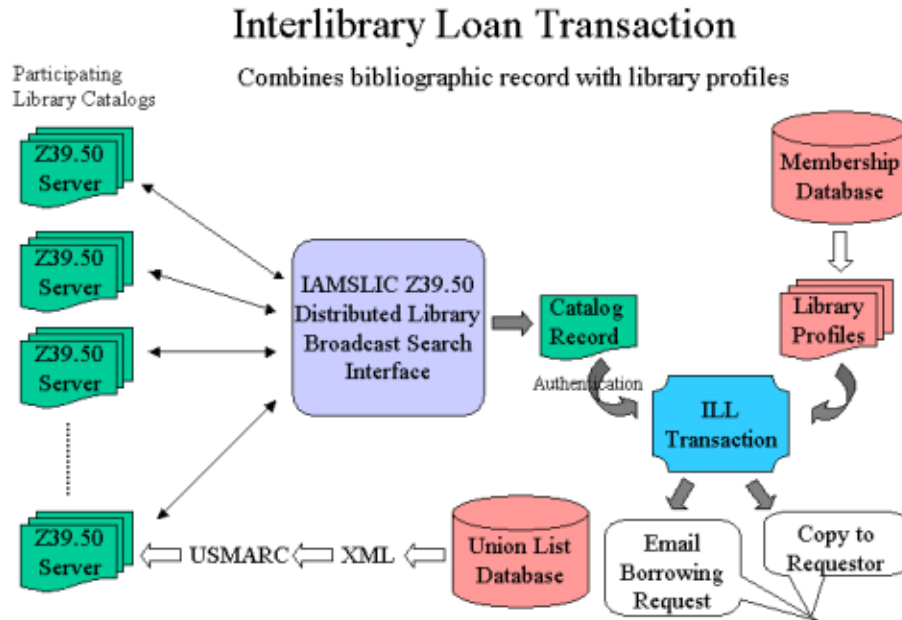 Interlibrary Loan Transaction
Combines bibliographic record with library profiles
Participating
Library Catalogs
Z39.50
Server
Z39.50
Server
Z39.50
Server
Z39.50
Server
IAMSLIC Z39.50
Distributed Library
Broadcast Search
Interface
Catalog
Record
Authentication
Membership
Database
Library
Profiles
ILL
Transaction
USMARC
XML
Union List
Database
Email
Borrowing
Request
Copy to
Requestor